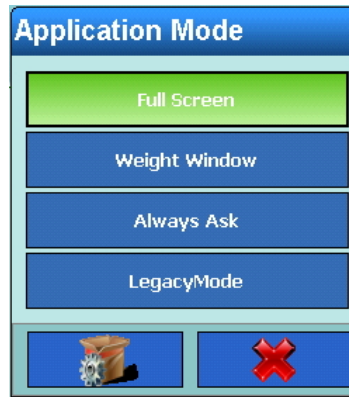 Application Mode
Full Screen
Weight Window
Always Ask
LegacyMode